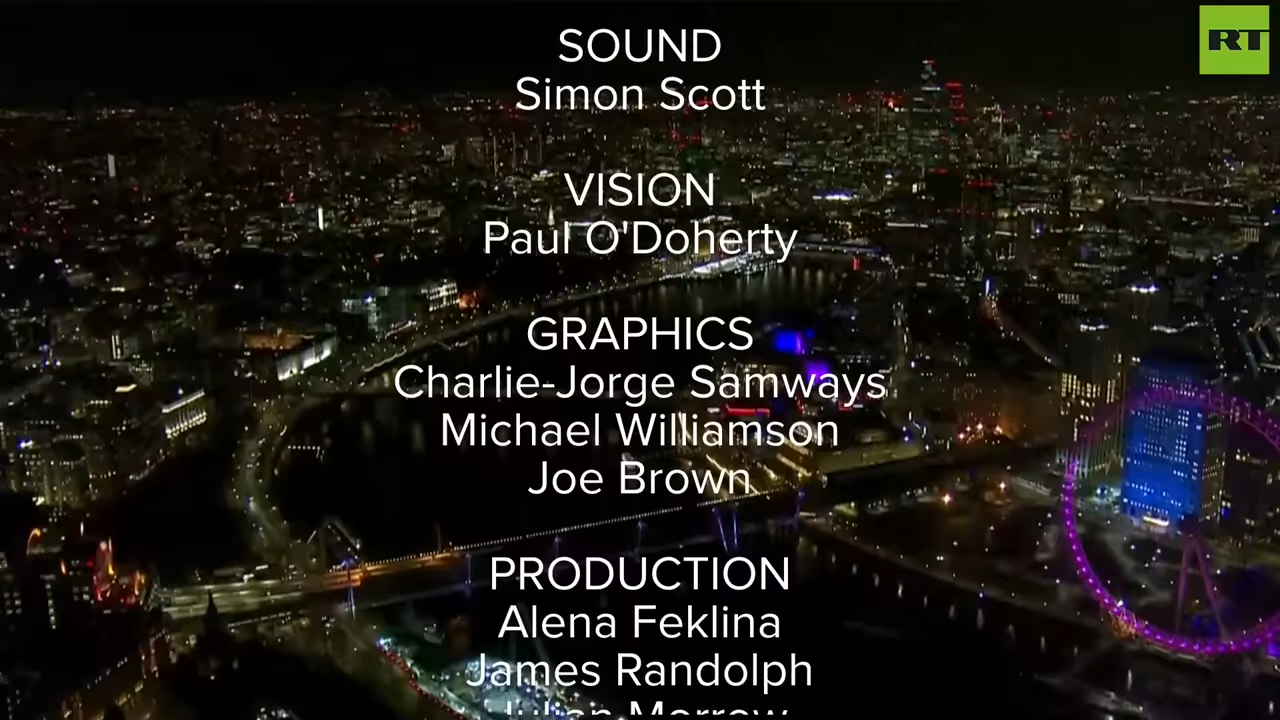 RT
SOUND
Simon Scott
VISION
Paul O'Doherty
GRAPHICS
Charlie-Jorge Samways
Michael Williamson
Joe Brown
PRODUCTION
Alena Feklina
James Randolph